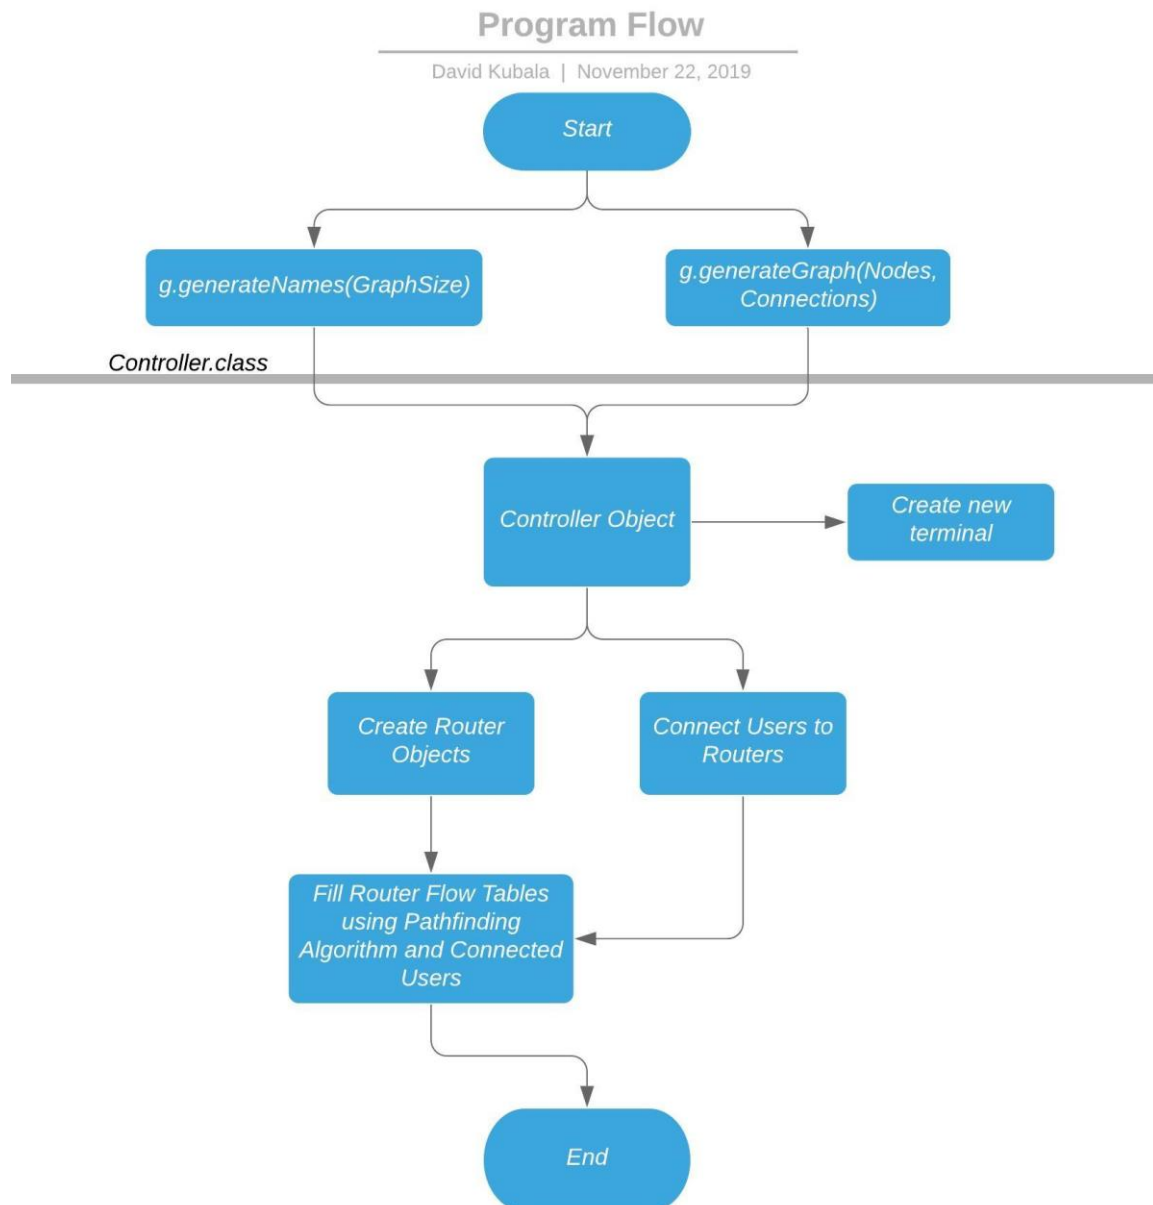 Program Flow
David Kubala | November 22, 2019
Start
g.generateNames(GraphSize)
g.generateGraph(Nodes,
Connections)
Controller.class
Controller Object
Create new
terminal
Create Router
Objects
Connect Users to
Routers
Fill Router Flow Tables
using Pathfinding
Algorithm and Connected
Users
End